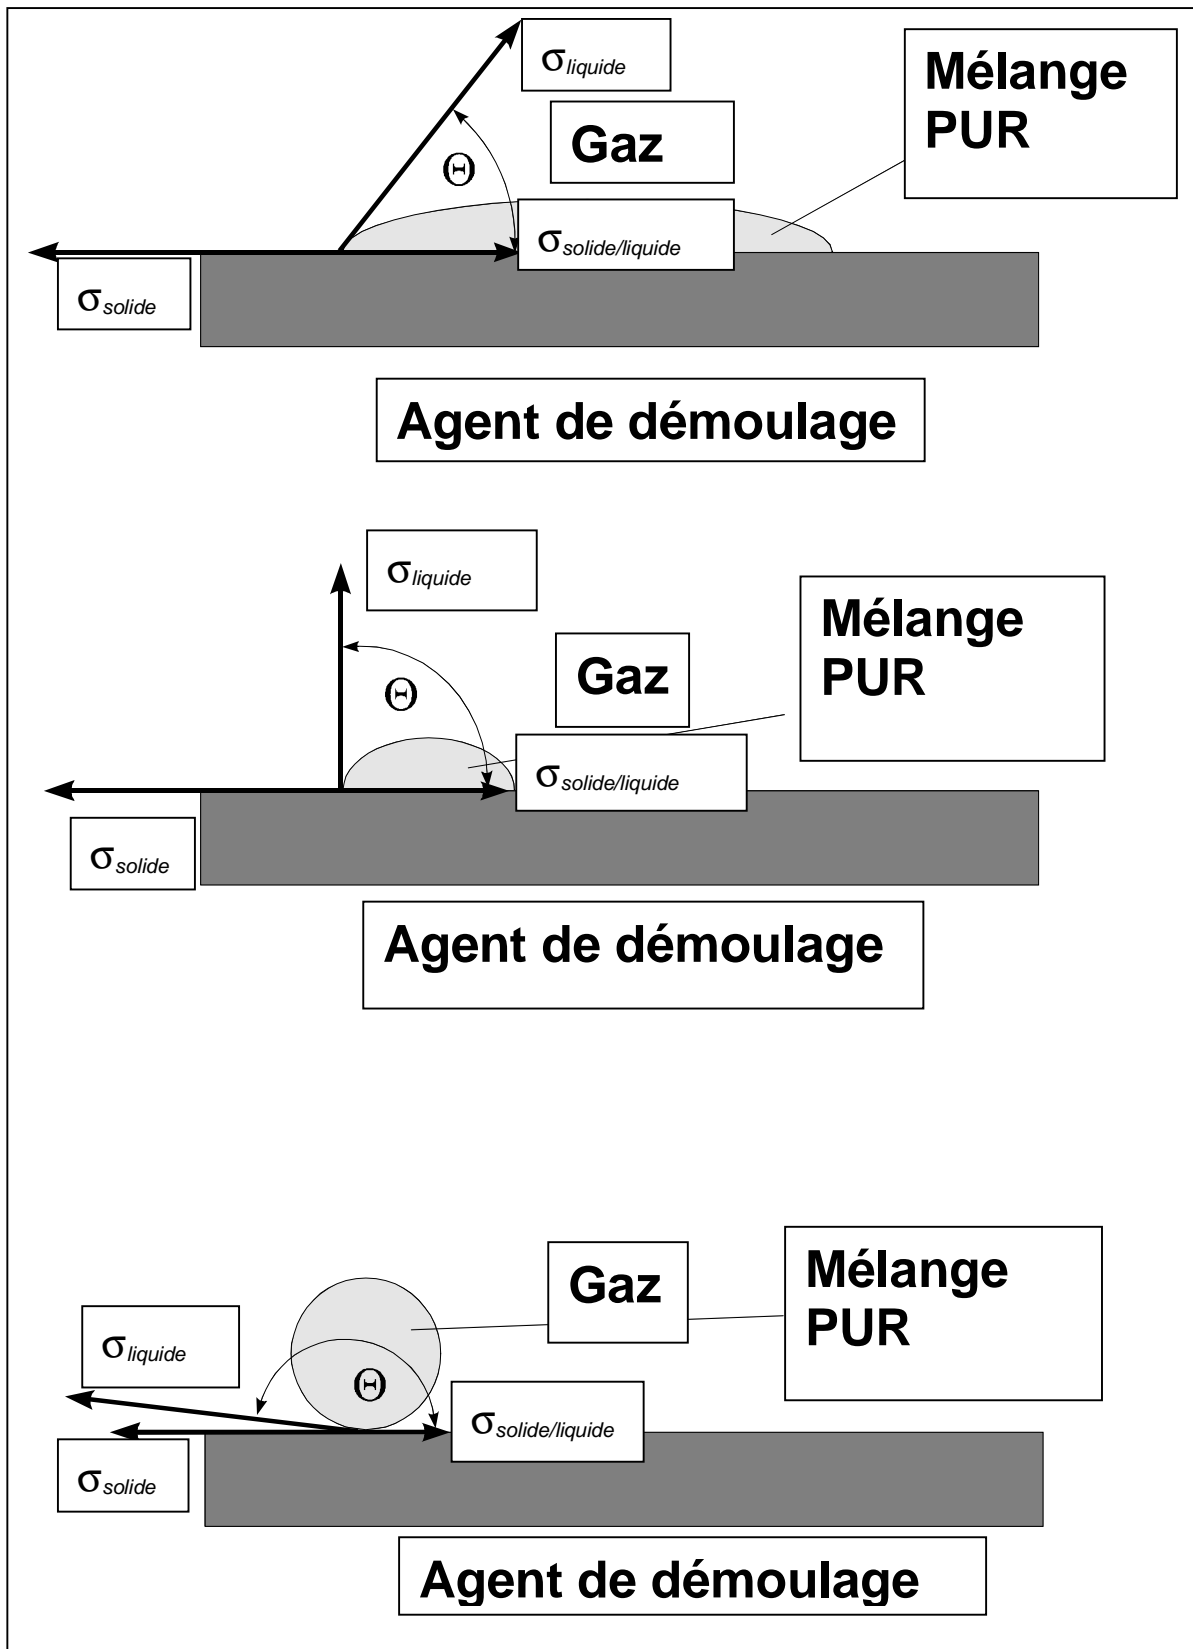 σliquide
Mélange
PUR
Gaz
Θ
σsolide/liquide
σsolide
Agent de démoulage
σliquide
Mélange
PUR
Gaz
Θ
σsolide/liquide
σsolide
Agent de démoulage
Mélange
PUR
Gaz
σliquide
Θ
σsolide/liquide
σsolide
Agent de démoulage